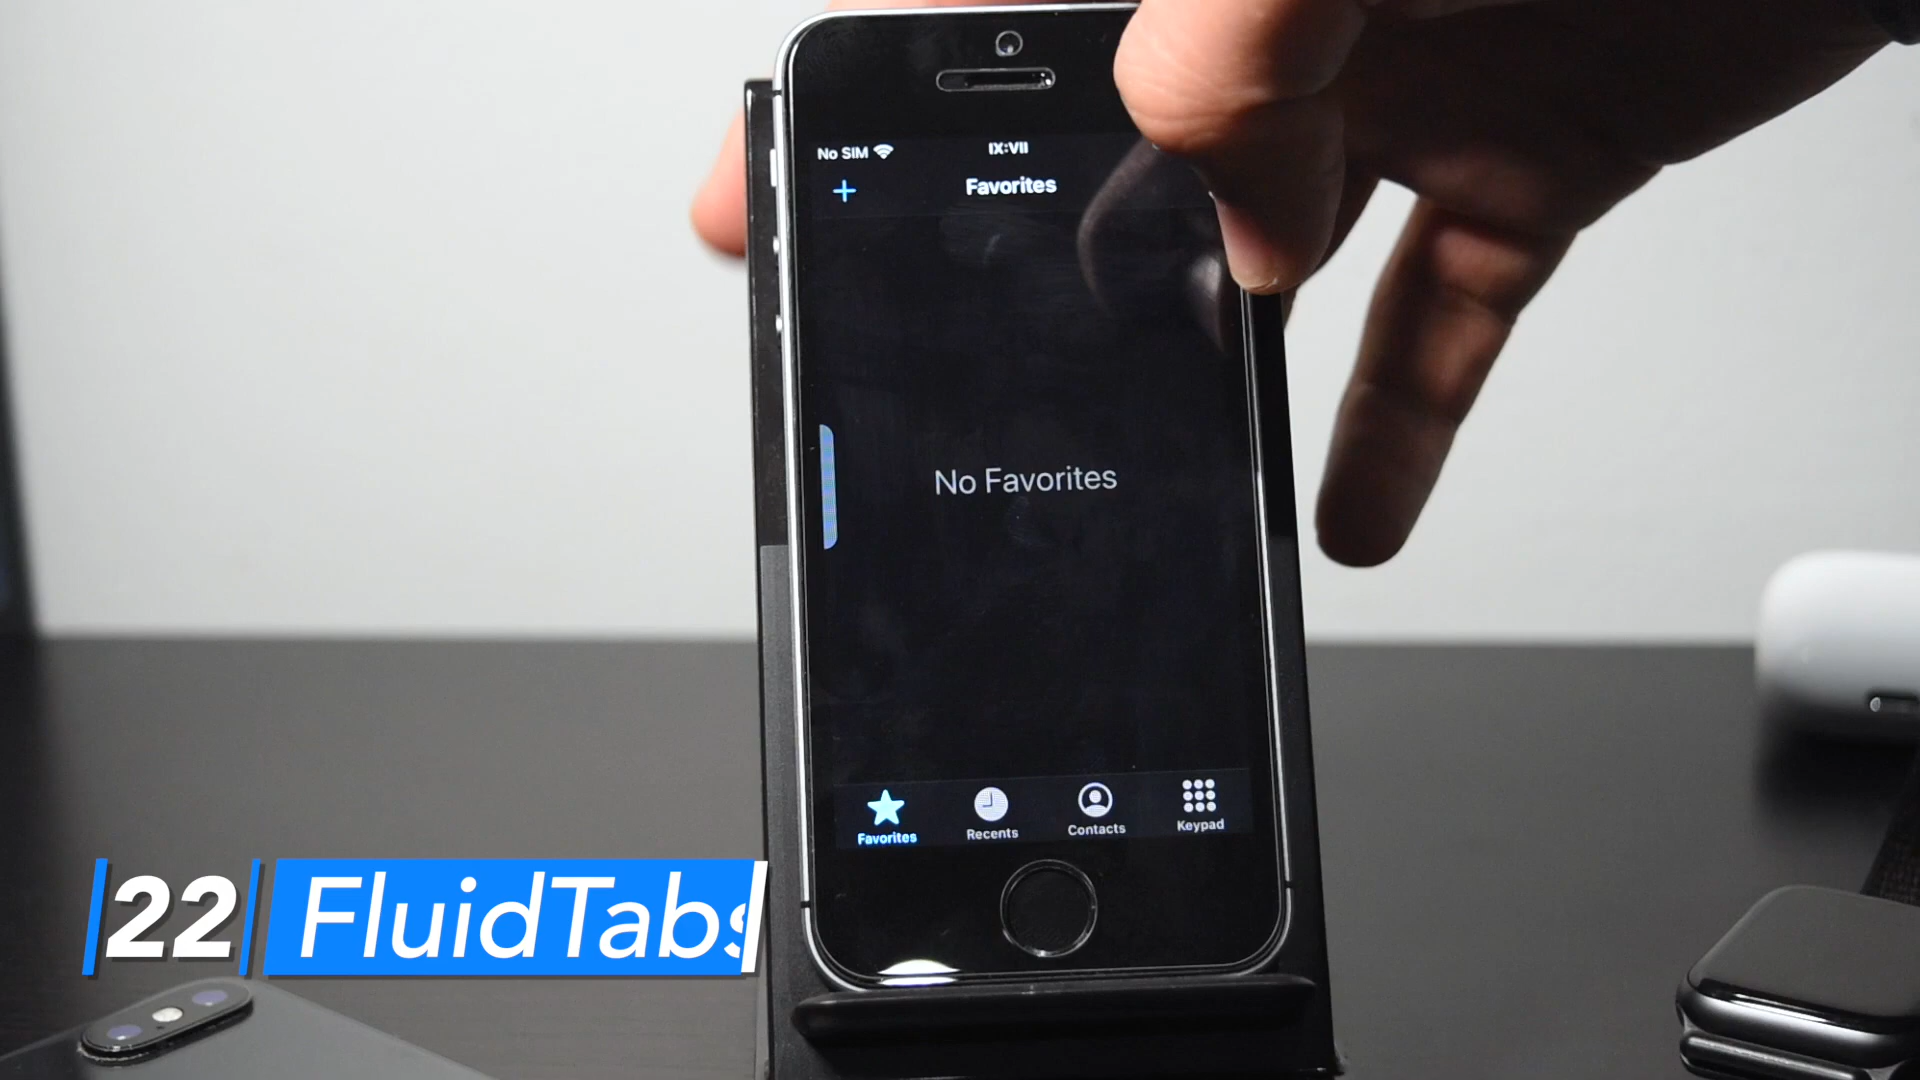 No SIM IX:VII
Favorites
No Favorites
Favorites Recents Contacts Keypad
22 FluidTabs